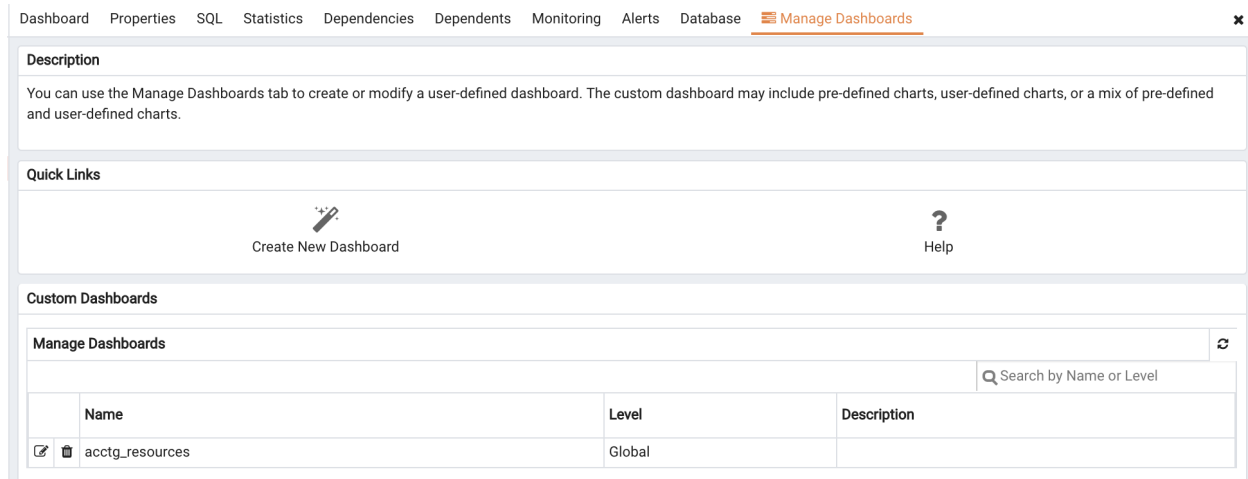 Dashboard Properties SQL Statistics Dependencies Dependents Monitoring Alerts Database Manage Dashboards
Description
You can use the Manage Dashboards tab to create or modify a user-defined dashboard. The custom dashboard may include pre-defined charts, user-defined charts, or a mix of pre-defined
and user-defined charts.
Quick Links
Create New Dashboard Help
Custom Dashboards
Manage Dashboards
Search by Name or Level
Name Level Description
acctg_resources Global